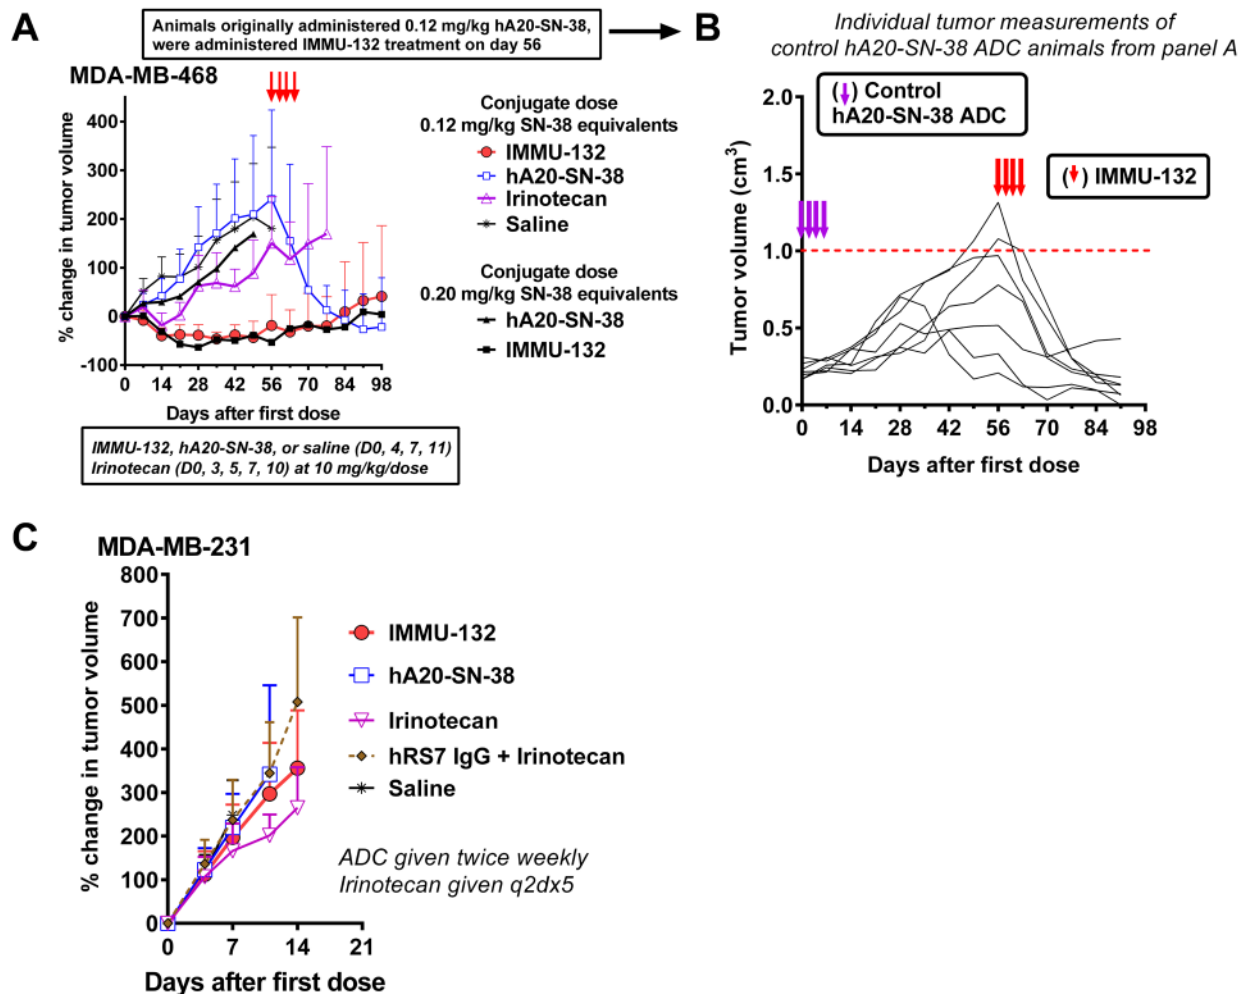 A
Animals originally administered 0.12 mg/kg hA20-SN-38,
were administered IMMU-132 treatment on day 56
MDA-MB-468
% change in tumor volume
400
300
200
100
0
-100
0 14 28 42 56 70 84 98
Days after first dose
Conjugate dose
0.12 mg/kg SN-38 equivalents
IMMU-132
hA20-SN-38
Irinotecan
Saline
Conjugate dose
0.20 mg/kg SN-38 equivalents
hA20-SN-38
IMMU-132
IMMU-132, hA20-SN-38, or saline (D0, 4, 7, 11)
Irinotecan (D0, 3, 5, 7, 10) at 10 mg/kg/dose
B
Individual tumor measurements of
control hA20-SN-38 ADC animals from panel A
( ) Control
hA20-SN-38 ADC
( ) IMMU-132
Tumor volume (cm³)
2.0
1.5
1.0
0.5
0.0
0 14 28 42 56 70 84 98
Days after first dose
C
MDA-MB-231
% change in tumor volume
800
700
600
500
400
300
200
100
0
0 7 14 21
Days after first dose
IMMU-132
hA20-SN-38
Irinotecan
hRS7 IgG + Irinotecan
Saline
ADC given twice weekly
Irinotecan given q2dx5